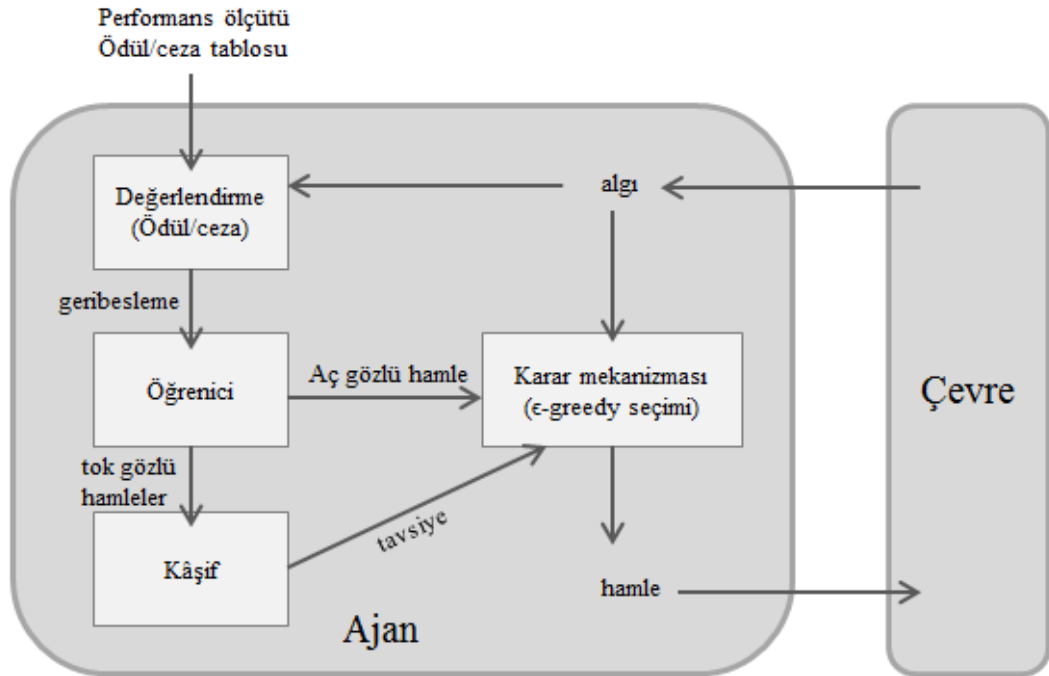 Performans ölçütü
Ödül/ceza tablosu
Değerlendirme
(Ödül/ceza)
algı
geribesleme
Öğrenici
Aç gözlü hamle
Karar mekanizması
(ϵ-greedy seçimi)
Çevre
tok gözlü
hamleler
tavsiye
Kâşif
hamle
Ajan